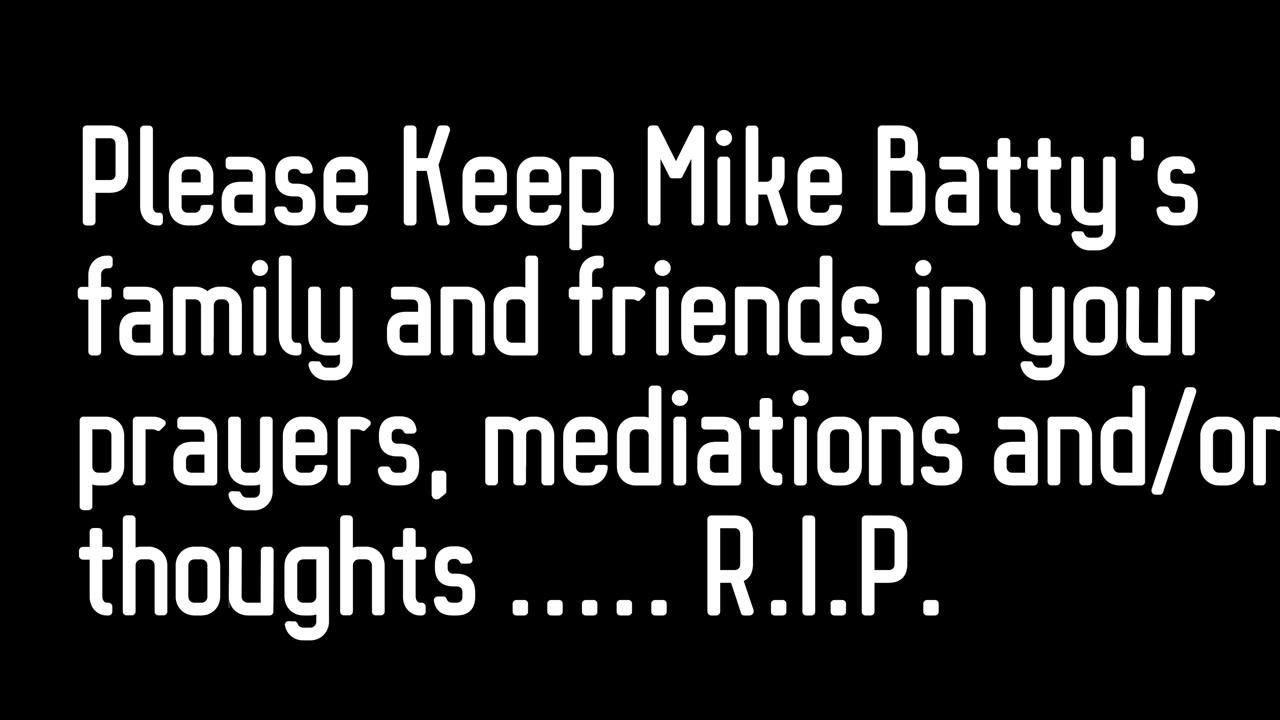 Please Keep Mike Batty's
family and friends in your
prayers, mediations and/or
thoughts ..... R.I.P.